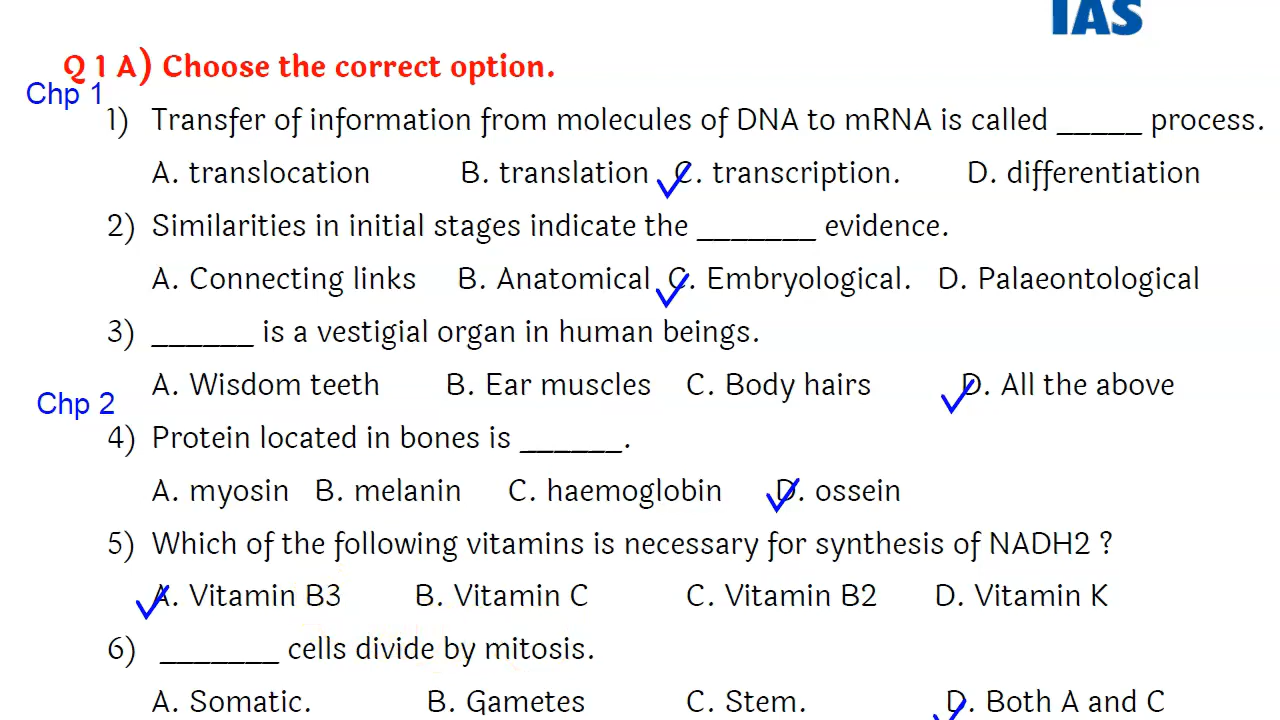 IAS
Q 1 A) Choose the correct option.
Chp 1
1) Transfer of information from molecules of DNA to mRNA is called _____ process.
A. translocation B. translation C. transcription. D. differentiation
2) Similarities in initial stages indicate the _______ evidence.
A. Connecting links B. Anatomical C. Embryological. D. Palaeontological
3) ______ is a vestigial organ in human beings.
A. Wisdom teeth B. Ear muscles C. Body hairs D. All the above
Chp 2
4) Protein located in bones is ______.
A. myosin B. melanin C. haemoglobin D. ossein
5) Which of the following vitamins is necessary for synthesis of NADH2 ?
A. Vitamin B3 B. Vitamin C C. Vitamin B2 D. Vitamin K
6) _______ cells divide by mitosis.
A. Somatic. B. Gametes C. Stem. D. Both A and C